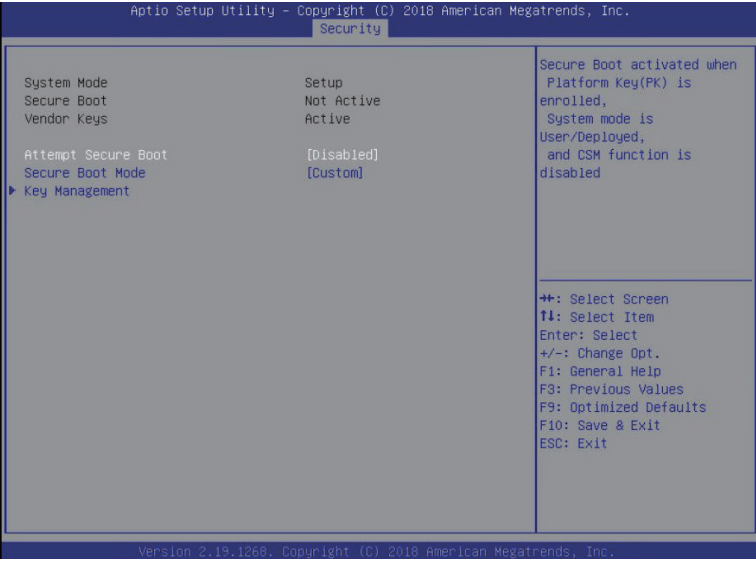 Aptio Setup Utility – Copyright (C) 2018 American Megatrends, Inc.
Security
System Mode Setup
Secure Boot Not Active
Vendor Keys Active
Attempt Secure Boot [Disabled]
Secure Boot Mode [Custom]
Key Management
Secure Boot activated when
Platform Key(PK) is
enrolled,
System mode is
User/Deployed,
and CSM function is
disabled
→←: Select Screen
↑↓: Select Item
Enter: Select
+/-: Change Opt.
F1: General Help
F3: Previous Values
F9: Optimized Defaults
F10: Save & Exit
ESC: Exit
Version 2.19.1268. Copyright (C) 2018 American Megatrends, Inc.